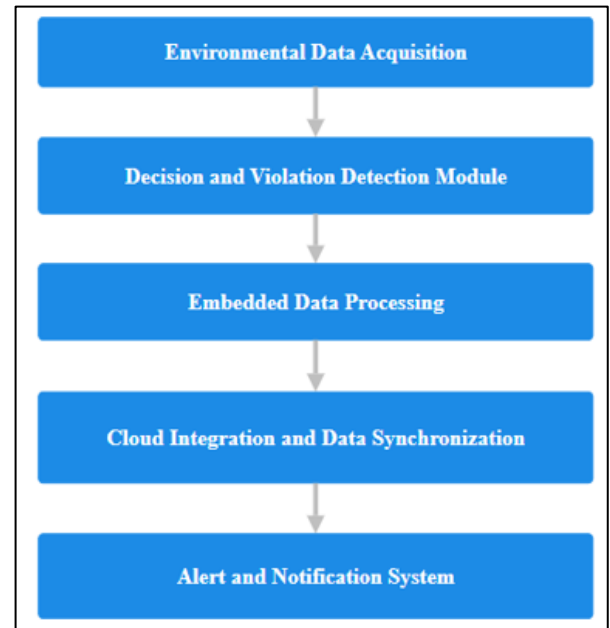 Environmental Data Acquisition
Decision and Violation Detection Module
Embedded Data Processing
Cloud Integration and Data Synchronization
Alert and Notification System